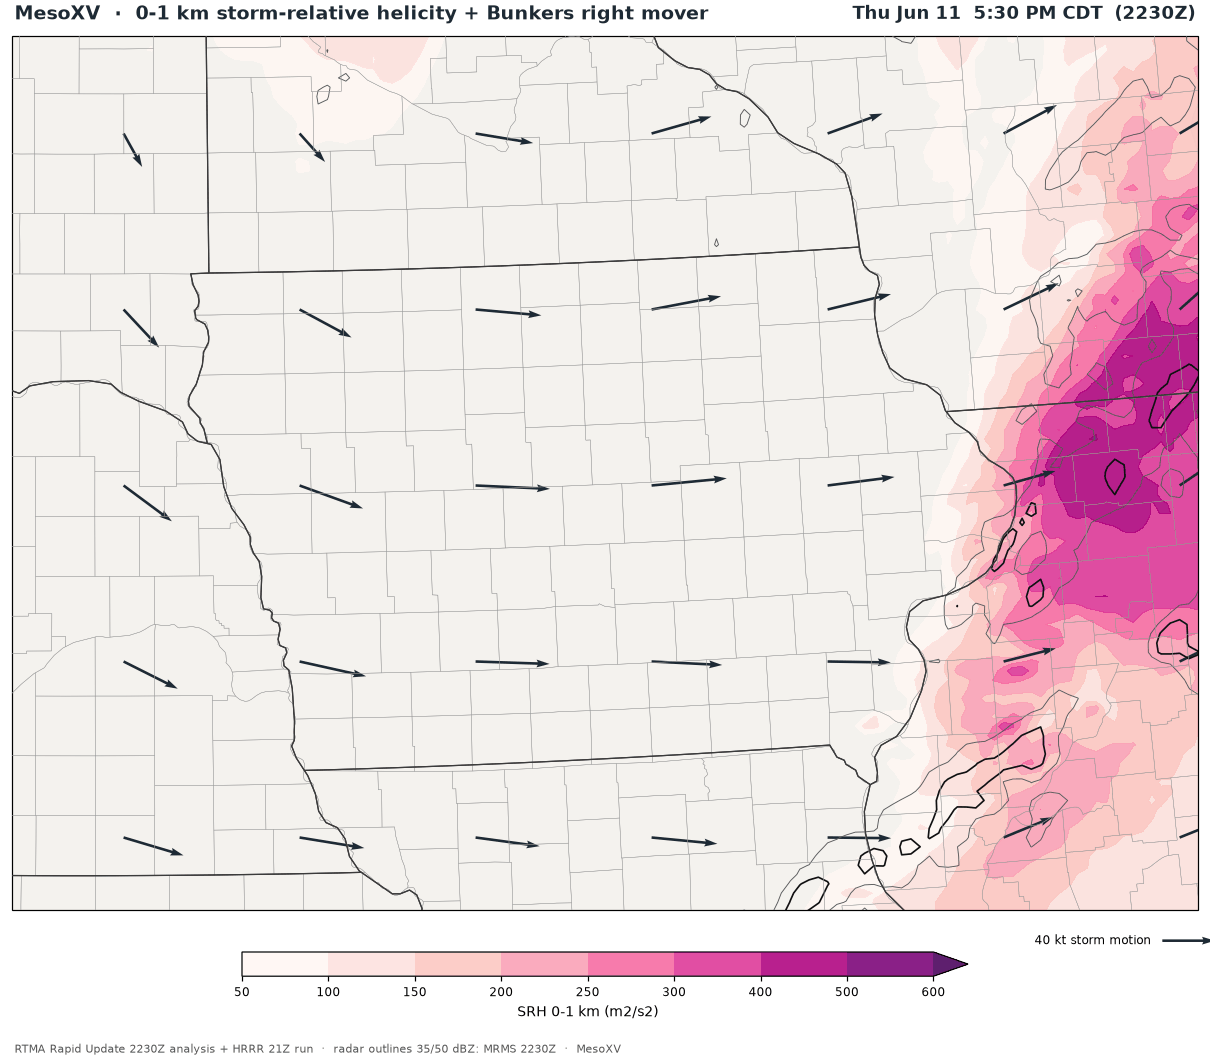 MesoXV · 0-1 km storm-relative helicity + Bunkers right mover
Thu Jun 11 5:30 PM CDT (2230Z)
40 kt storm motion
50 100 150 200 250 300 400 500 600
SRH 0-1 km (m2/s2)
RTMA Rapid Update 2230Z analysis + HRRR 21Z run · radar outlines 35/50 dBZ: MRMS 2230Z · MesoXV